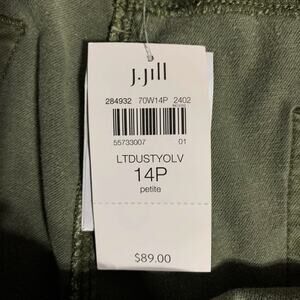 J.Jill
284932 70W14P 2402
55733007 01
LTDUSTYOLV
14P
petite
$89.00